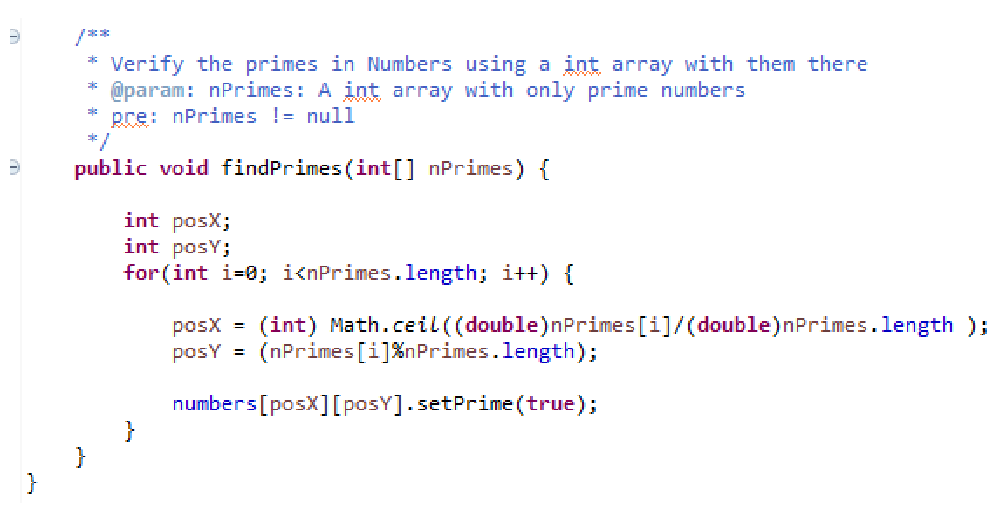 /**
 * Verify the primes in Numbers using a int array with them there
 * @param: nPrimes: A int array with only prime numbers
 * pre: nPrimes != null
 */
public void findPrimes(int[] nPrimes) {
int posX;
int posY;
for(int i=0; i<nPrimes.length; i++) {
posX = (int) Math.ceil((double)nPrimes[i]/(double)nPrimes.length );
posY = (nPrimes[i]%nPrimes.length);
numbers[posX][posY].setPrime(true);
}
}
}